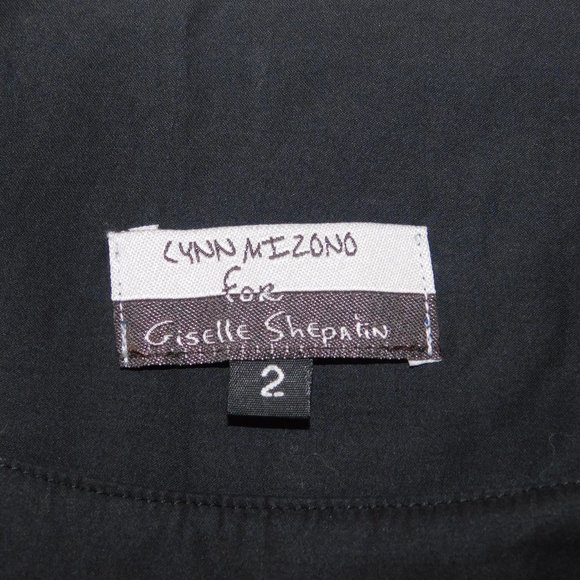 LYNN MIZONO
for
Giselle Shepatin
2